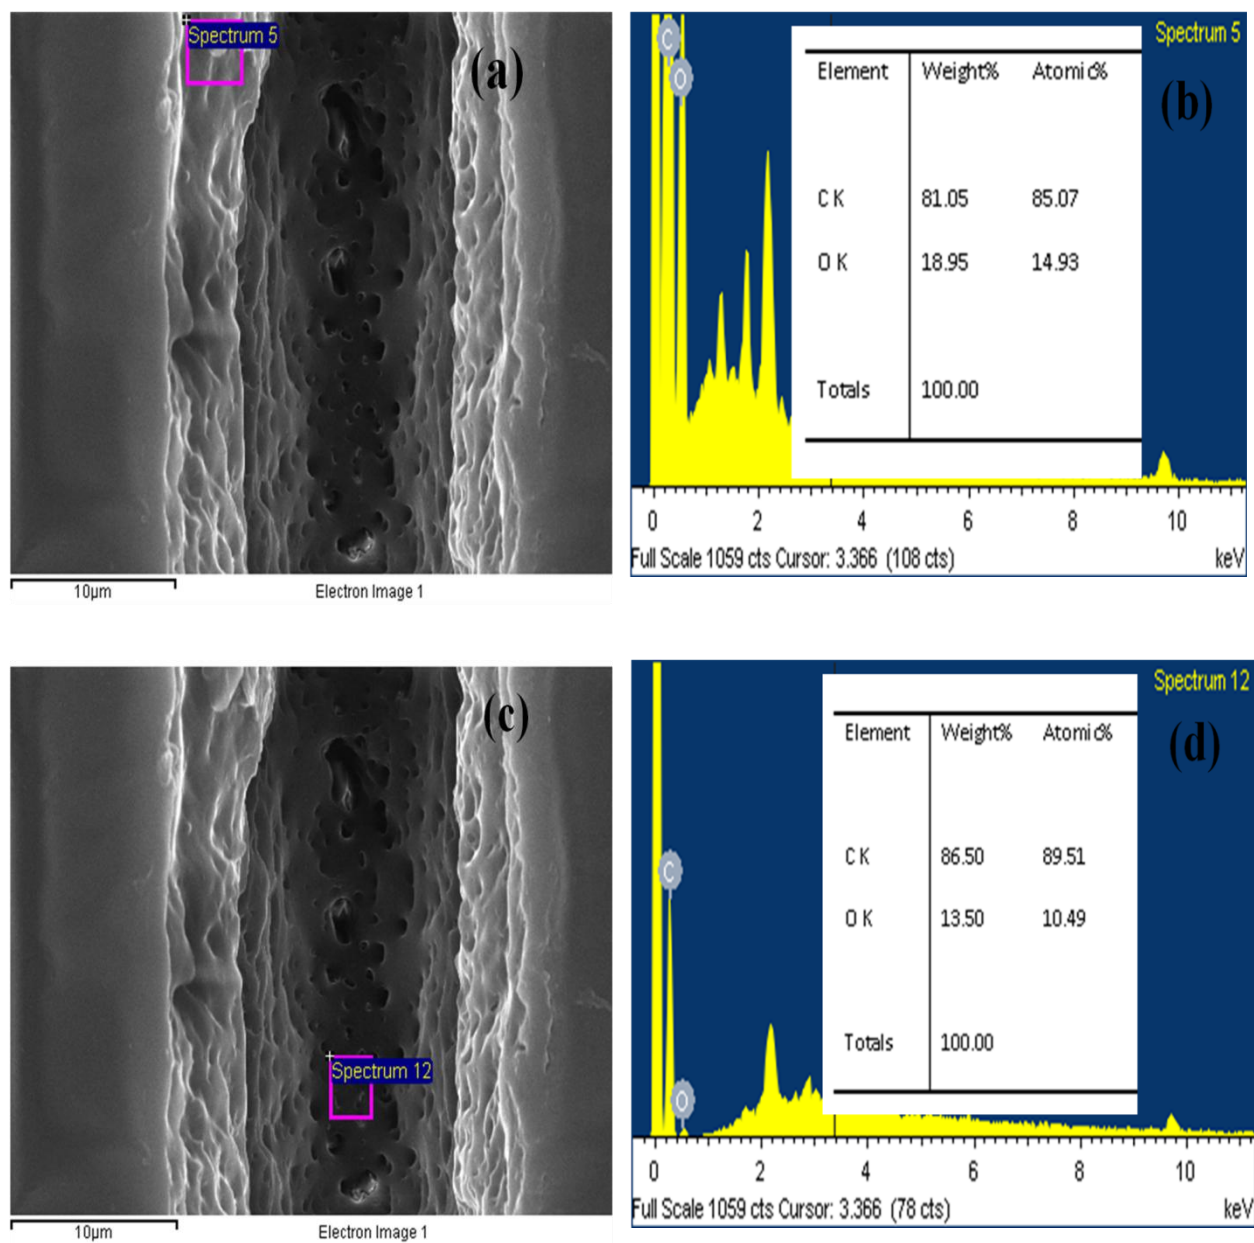 Spectrum 5
(a)
10µm
Electron Image 1
Spectrum 5
(b)
C
O
Element Weight% Atomic%
C K 81.05 85.07
O K 18.95 14.93
Totals 100.00
0 2 4 6 8 10
Full Scale 1059 cts Cursor: 3.366 (108 cts) keV
(c)
Spectrum 12
10µm
Electron Image 1
Spectrum 12
(d)
C
O
Element Weight% Atomic%
C K 86.50 89.51
O K 13.50 10.49
Totals 100.00
0 2 4 6 8 10
Full Scale 1059 cts Cursor: 3.366 (78 cts) keV